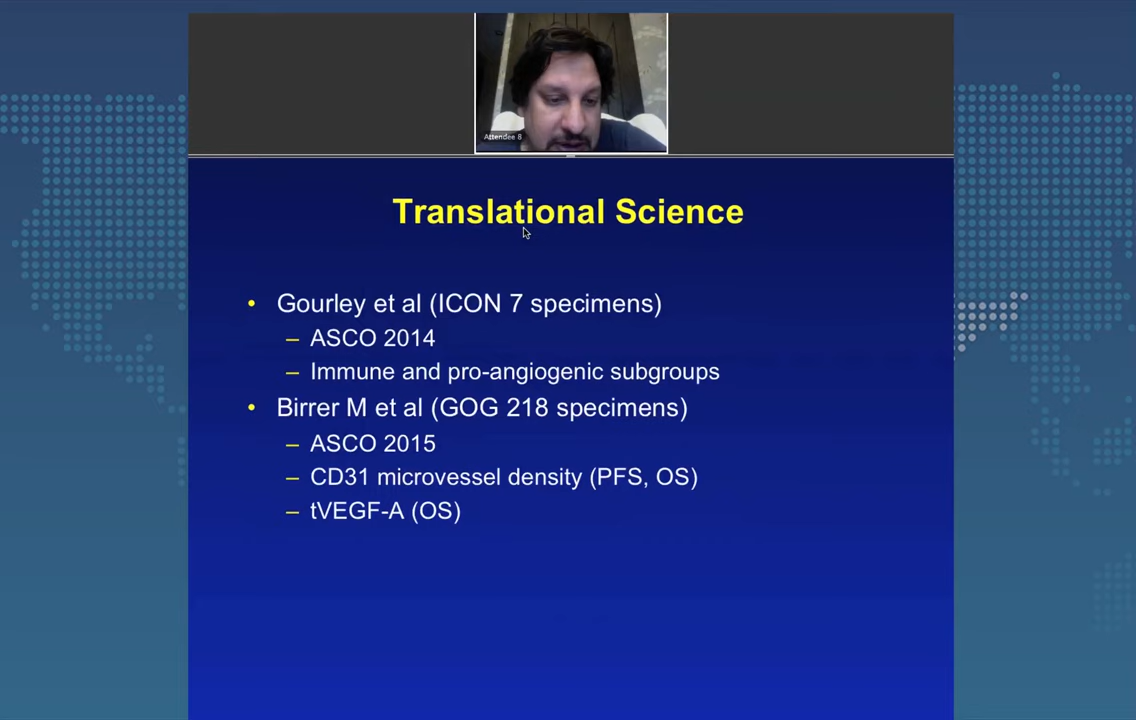 Attendee 8
Translational Science
• Gourley et al (ICON 7 specimens)
– ASCO 2014
– Immune and pro-angiogenic subgroups
• Birrer M et al (GOG 218 specimens)
– ASCO 2015
– CD31 microvessel density (PFS, OS)
– tVEGF-A (OS)